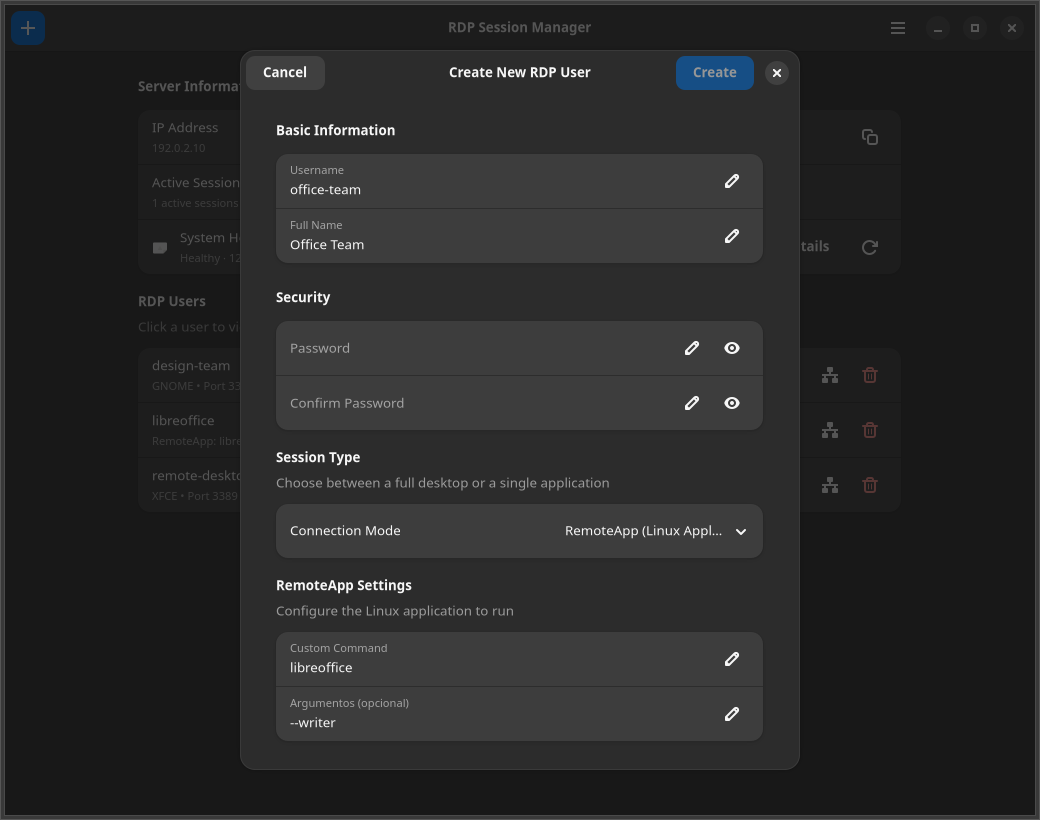 RDP Session Manager
Cancel
Create New RDP User
Create
Server Informa
IP Address
192.0.2.10
Active Session
1 active sessions
System H
Healthy · 12
tails
RDP Users
Click a user to vi
design-team
GNOME • Port 33
libreoffice
RemoteApp: libre
remote-deskto
XFCE • Port 3389
Basic Information
Username
office-team
Full Name
Office Team
Security
Password
Confirm Password
Session Type
Choose between a full desktop or a single application
Connection Mode
RemoteApp (Linux Appl...
RemoteApp Settings
Configure the Linux application to run
Custom Command
libreoffice
Argumentos (opcional)
--writer